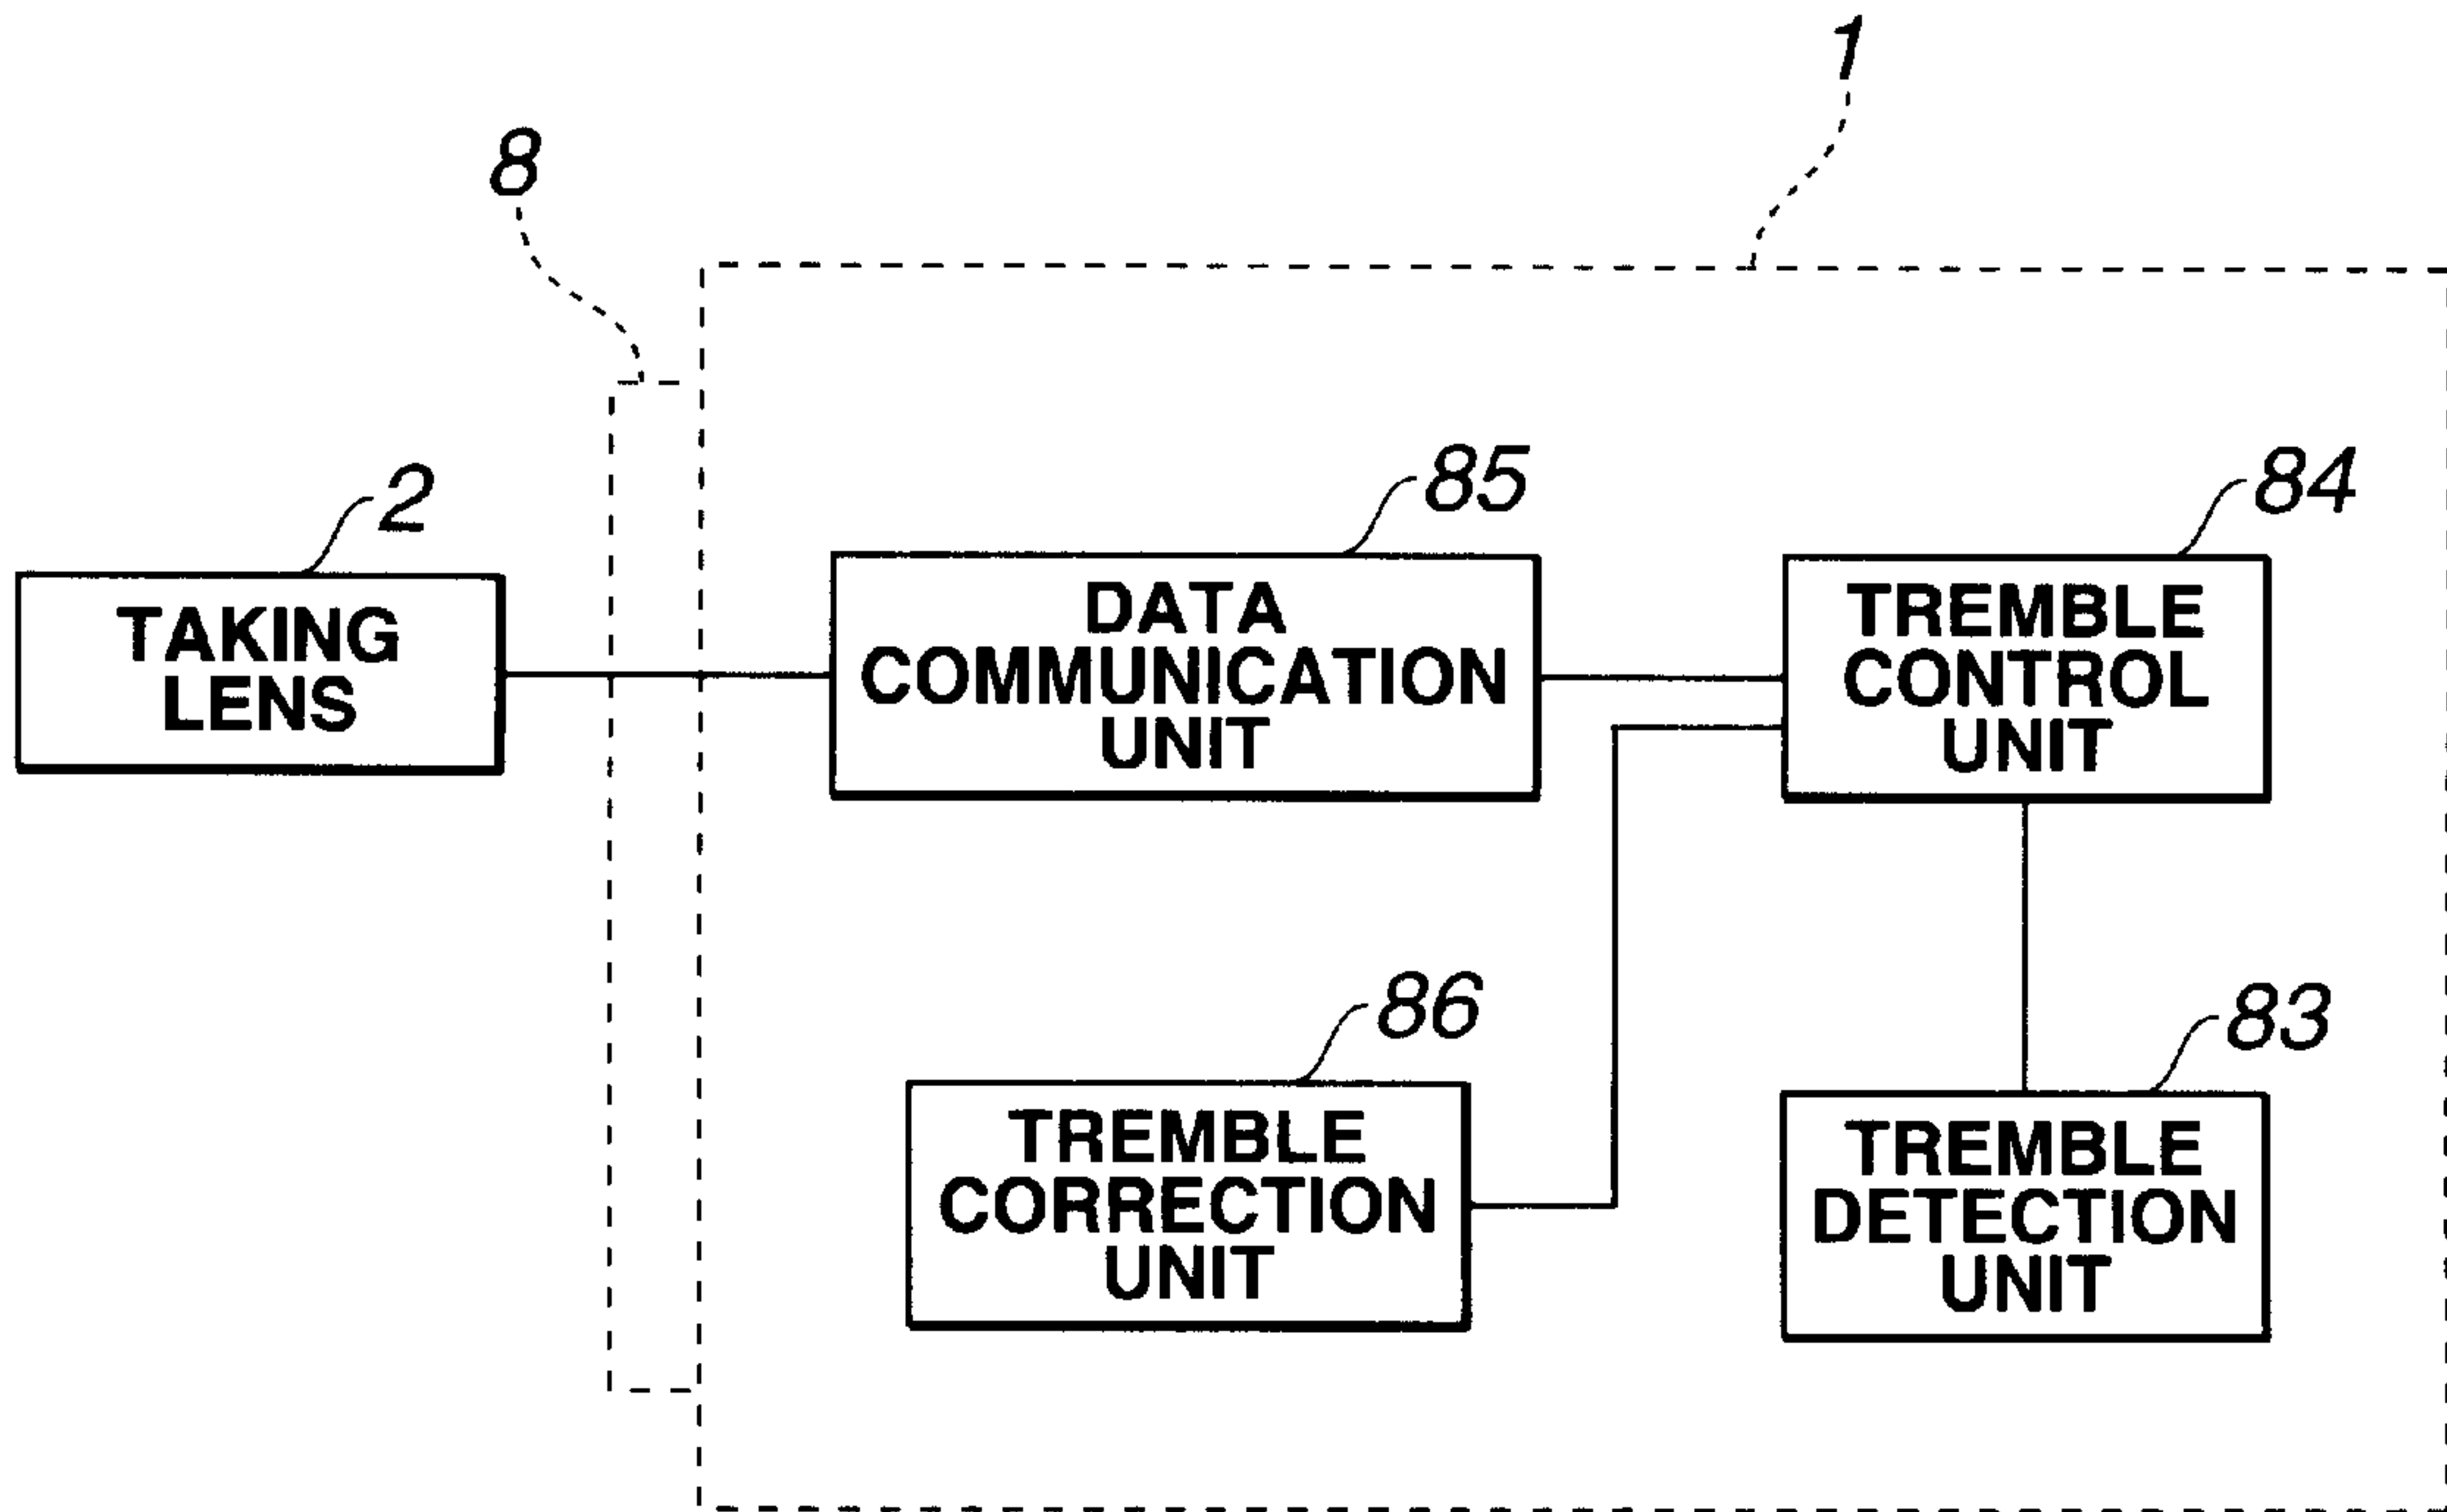 1
8
2
TAKING
LENS
85
DATA
COMMUNICATION
UNIT
84
TREMBLE
CONTROL
UNIT
86
TREMBLE
CORRECTION
UNIT
83
TREMBLE
DETECTION
UNIT